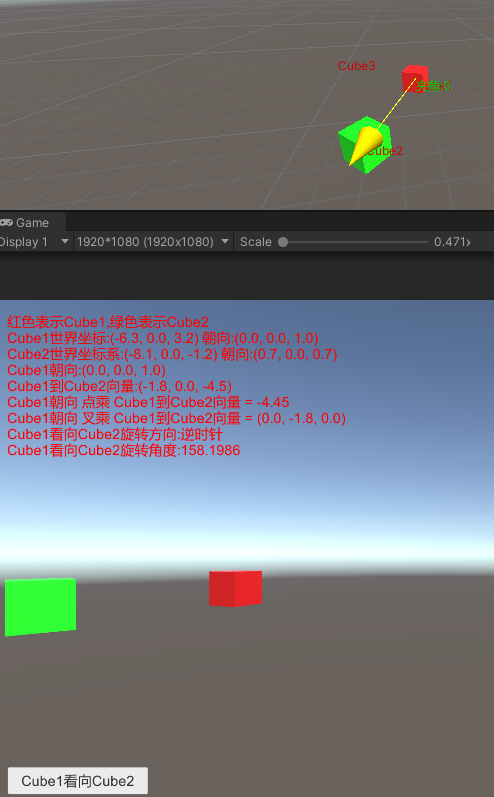 Cube3
Cube2
Game
Display 1
1920*1080 (1920x1080)
Scale
0.471x
红色表示Cube1,绿色表示Cube2
Cube1世界坐标:(-6.3, 0.0, 3.2) 朝向:(0.0, 0.0, 1.0)
Cube2世界坐标系:(-8.1, 0.0, -1.2) 朝向:(0.7, 0.0, 0.7)
Cube1朝向:(0.0, 0.0, 1.0)
Cube1到Cube2向量:(-1.8, 0.0, -4.5)
Cube1朝向 点乘 Cube1到Cube2向量 = -4.45
Cube1朝向 叉乘 Cube1到Cube2向量 = (0.0, -1.8, 0.0)
Cube1看向Cube2旋转方向:逆时针
Cube1看向Cube2旋转角度:158.1986
Cube1看向Cube2